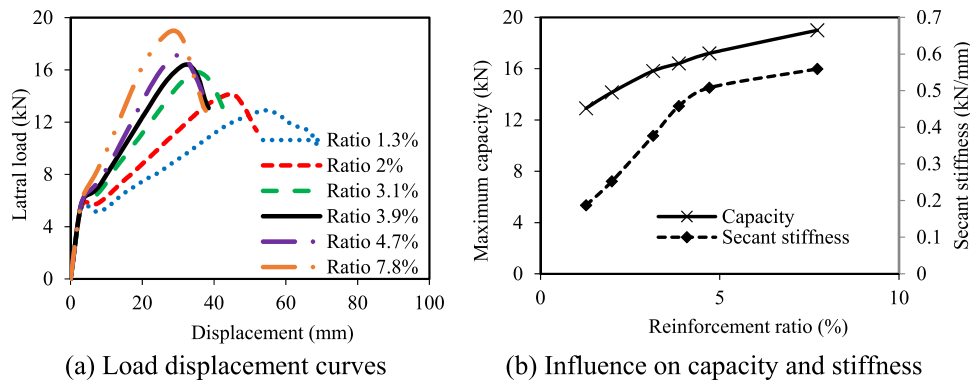 20
16
12
8
4
0
Latral load (kN)
Ratio 1.3%
Ratio 2%
Ratio 3.1%
Ratio 3.9%
Ratio 4.7%
Ratio 7.8%
0 20 40 60 80 100
Displacement (mm)
(a) Load displacement curves
20
16
12
8
4
0
Maximum capacity (kN)
Capacity
Secant stiffness
0.7
0.6
0.5
0.4
0.3
0.2
0.1
0
Secant stiffness (kN/mm)
0 5 10
Reinforcement ratio (%)
(b) Influence on capacity and stiffness